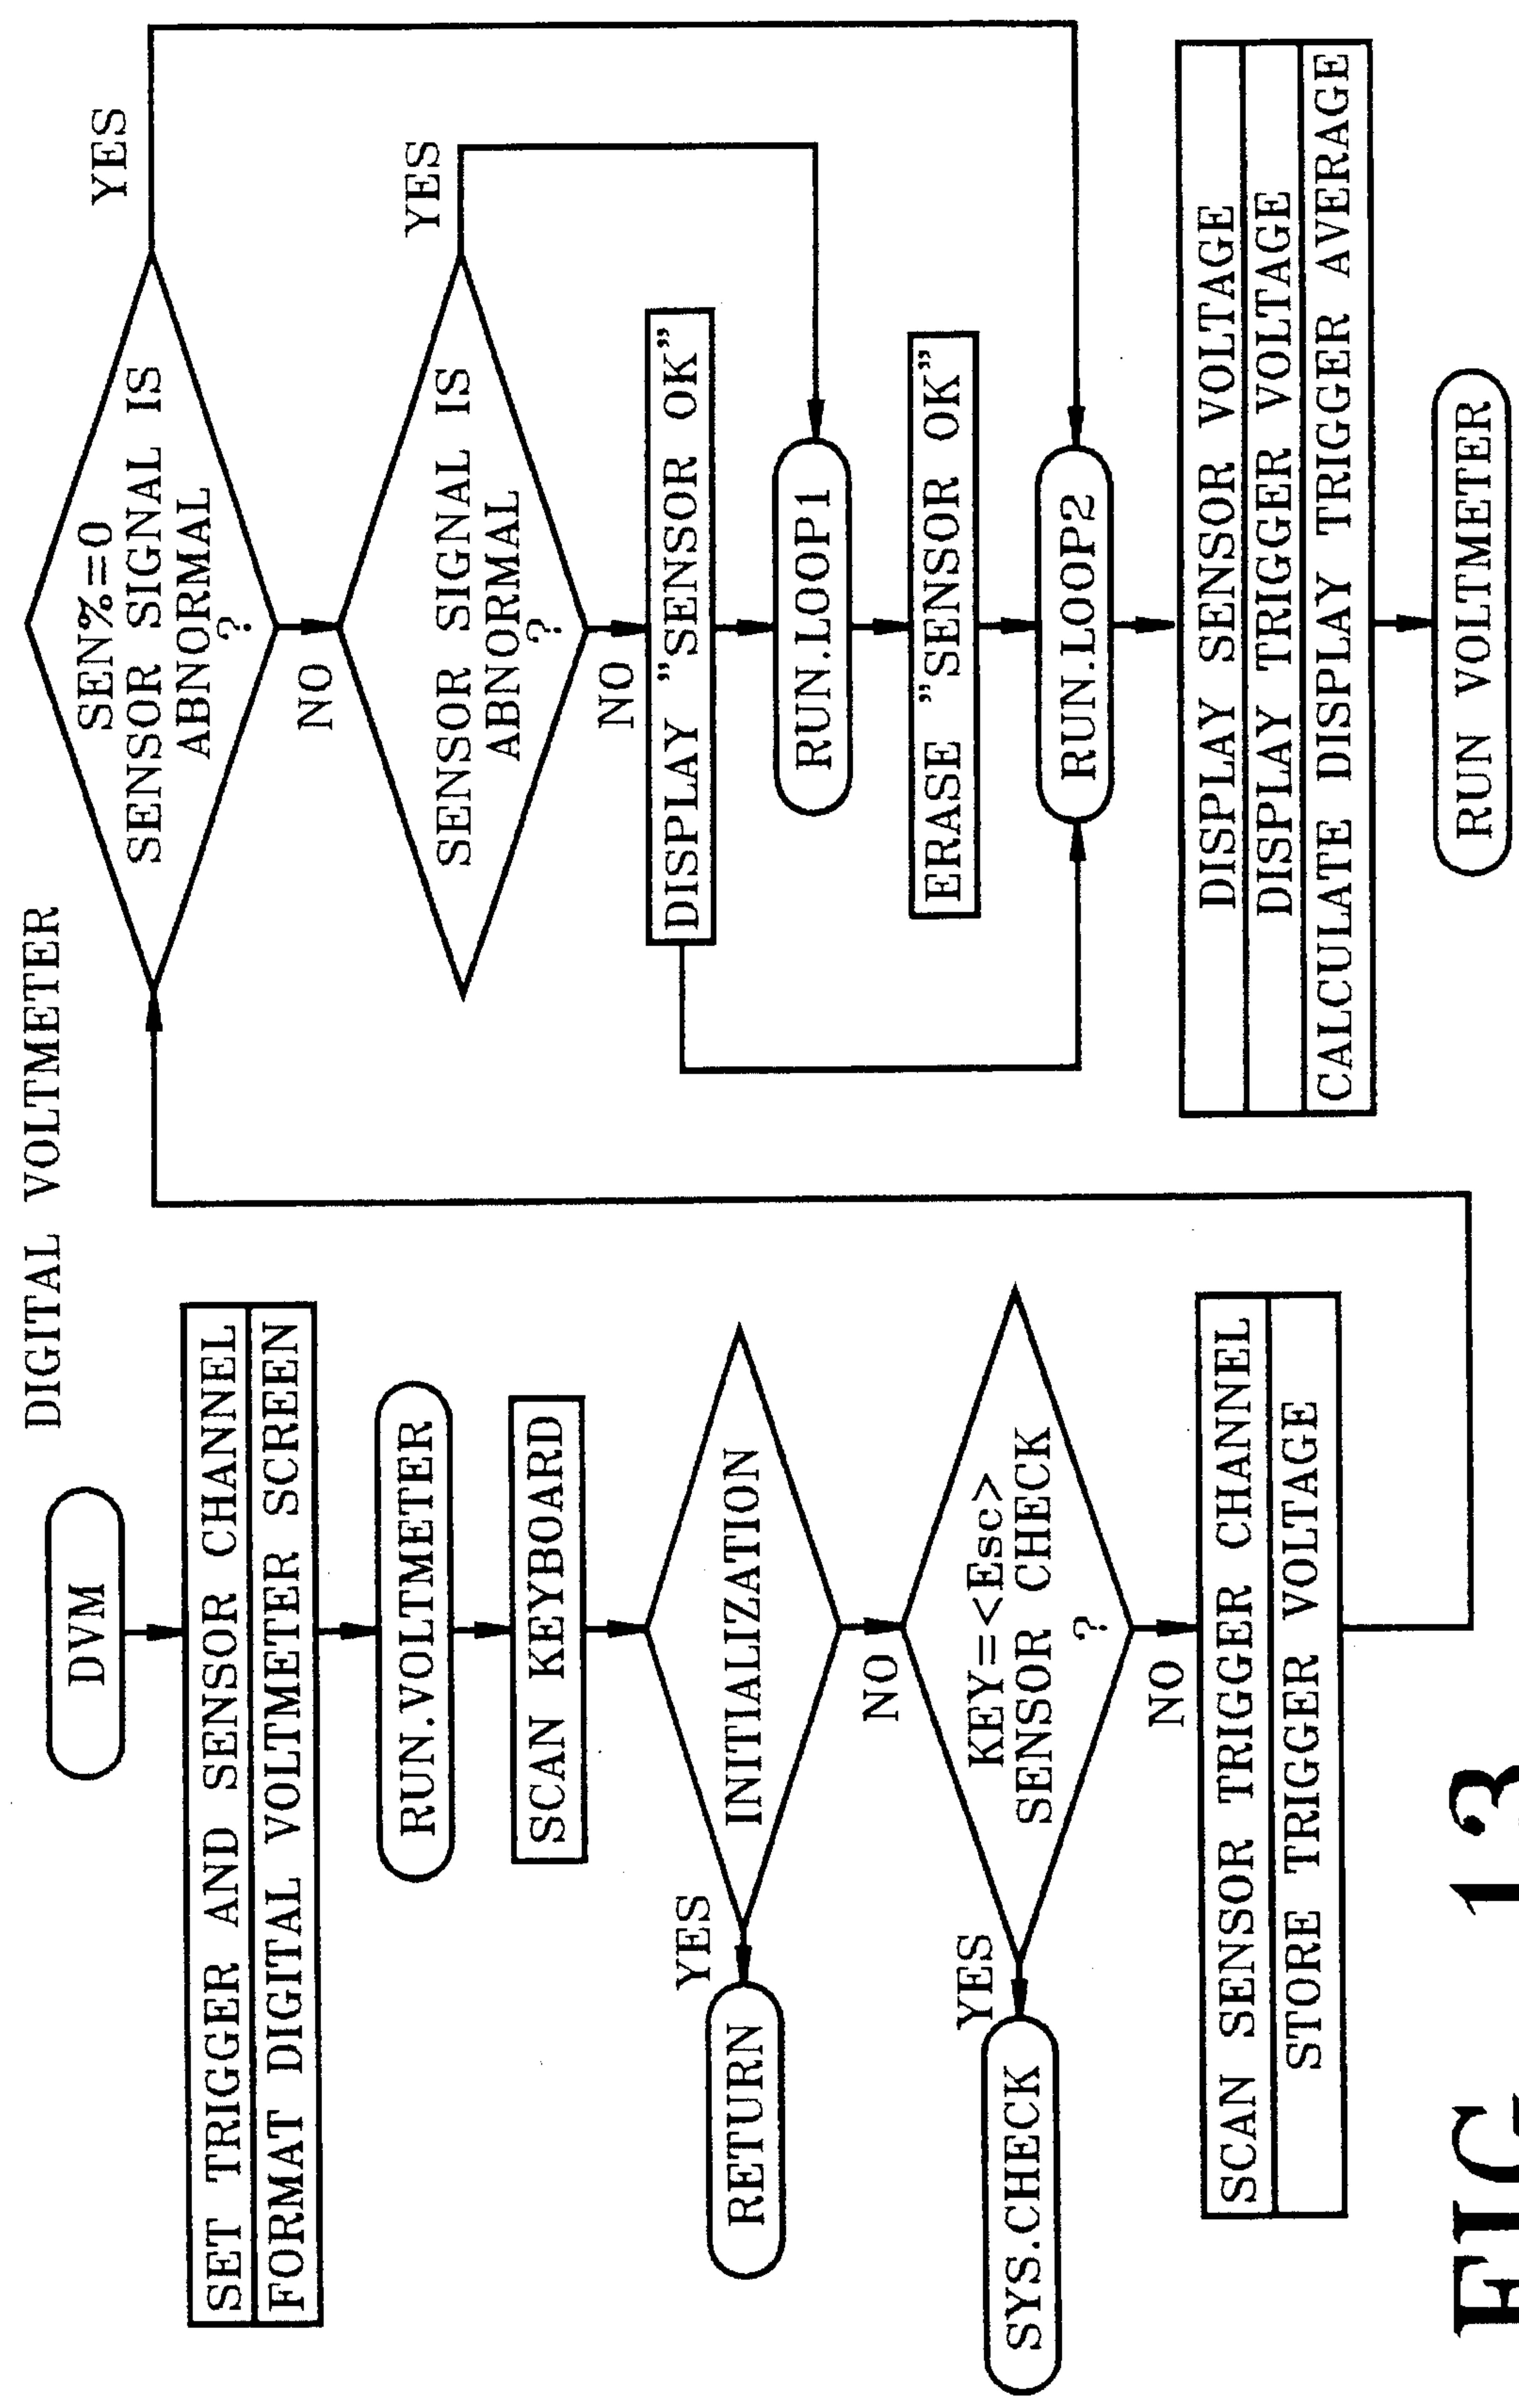 DIGITAL VOLTMETER
DVM
SET TRIGGER AND SENSOR CHANNEL
FORMAT DIGITAL VOLTMETER SCREEN
RUN.VOLTMETER
SCAN KEYBOARD
INITIALIZATION
YES
RETURN
NO
KEY=<Esc>
SENSOR CHECK
?
YES
SYS.CHECK
NO
SCAN SENSOR TRIGGER CHANNEL
STORE TRIGGER VOLTAGE
SEN%=0
SENSOR SIGNAL IS
ABNORMAL
?
YES
NO
SENSOR SIGNAL IS
ABNORMAL
?
YES
NO
DISPLAY "SENSOR OK"
RUN.LOOP1
ERASE "SENSOR OK"
RUN.LOOP2
DISPLAY SENSOR VOLTAGE
DISPLAY TRIGGER VOLTAGE
CALCULATE DISPLAY TRIGGER AVERAGE
RUN VOLTMETER
FIG. 13